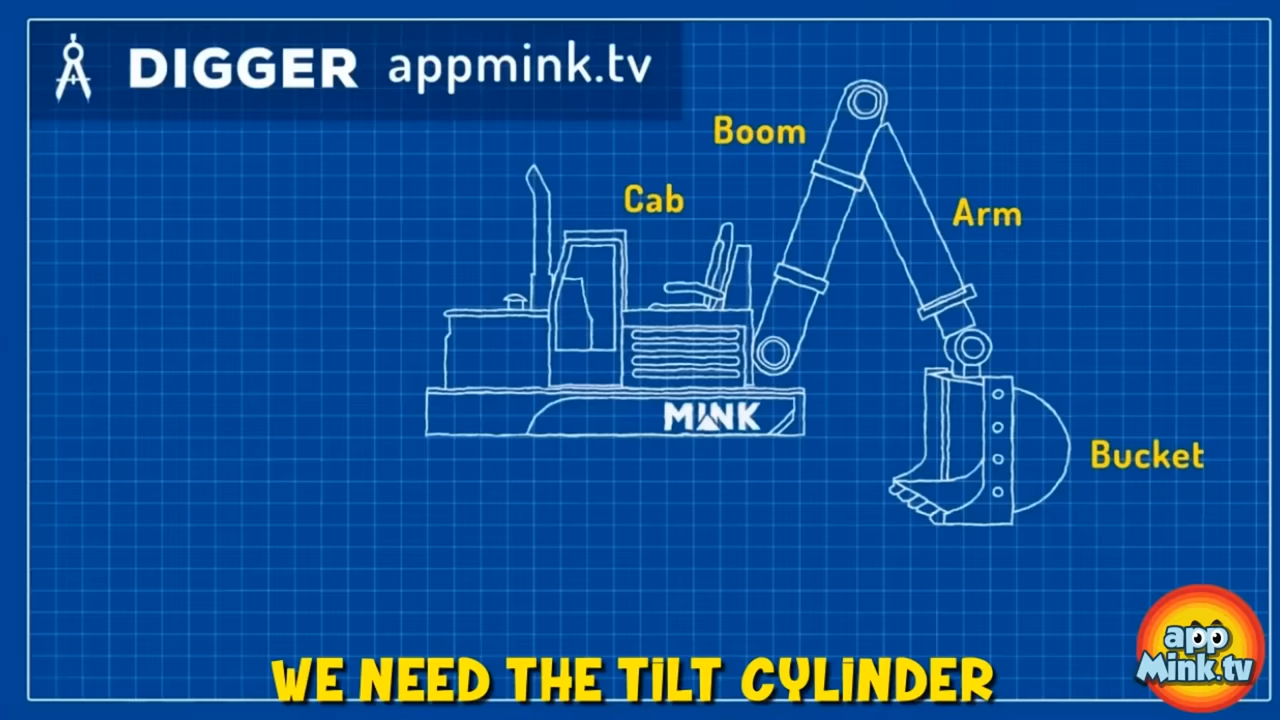 DIGGER appmink.tv
Boom
Cab
Arm
MINK
Bucket
app
Mink.tv
WE NEED THE TILT CYLINDER